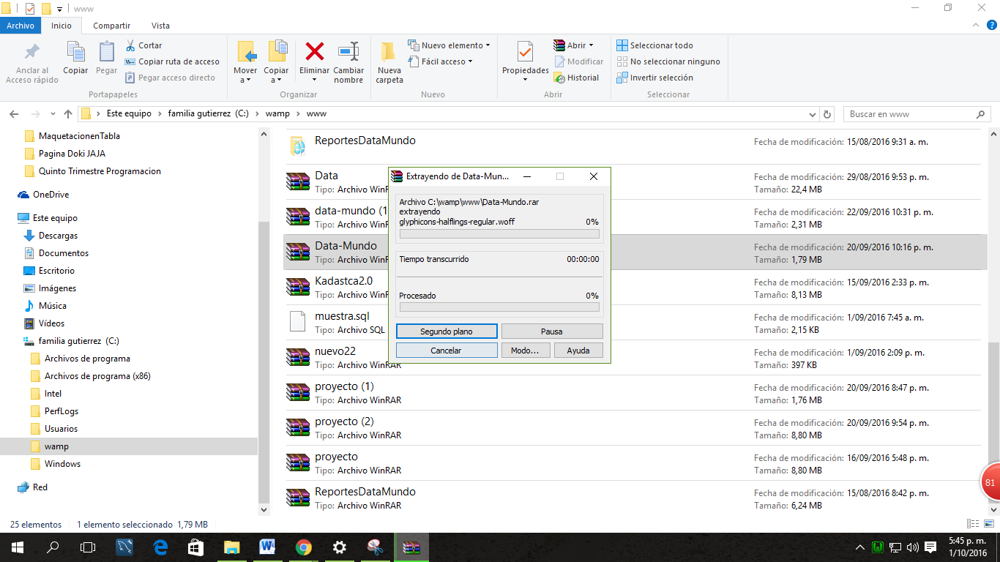 www
Archivo Inicio Compartir Vista
Anclar al Acceso rápido
Copiar
Pegar
Cortar
Copiar ruta de acceso
Pegar acceso directo
Portapapeles
Mover a
Copiar a
Eliminar
Cambiar nombre
Organizar
Nueva carpeta
Nuevo elemento
Fácil acceso
Nuevo
Propiedades
Abrir
Modificar
Historial
Abrir
Seleccionar todo
No seleccionar ninguno
Invertir selección
Seleccionar
Este equipo familia gutierrez (C:) wamp www
Buscar en www
MaquetacionenTabla
Pagina Doki JAJA
Quinto Trimestre Programacion
OneDrive
Este equipo
Descargas
Documentos
Escritorio
Imágenes
Música
Vídeos
familia gutierrez (C:)
Archivos de programa
Archivos de programa (x86)
Intel
PerfLogs
Usuarios
wamp
Windows
Red
ReportesDataMundo
Fecha de modificación: 15/08/2016 9:31 a. m.
Data
Fecha de modificación: 29/08/2016 9:53 p. m.
Tipo: Archivo WinR
Tamaño: 22,4 MB
data-mundo (1
Fecha de modificación: 22/09/2016 10:31 p. m.
Tipo: Archivo WinR
Tamaño: 2,31 MB
Data-Mundo
Fecha de modificación: 20/09/2016 10:16 p. m.
Tipo: Archivo WinR
Tamaño: 1,79 MB
Kadastca2.0
Fecha de modificación: 15/09/2016 2:33 p. m.
Tipo: Archivo WinR
Tamaño: 8,13 MB
muestra.sql
Fecha de modificación: 1/09/2016 7:45 a. m.
Tipo: Archivo SQL
Tamaño: 2,15 KB
nuevo22
Fecha de modificación: 1/09/2016 2:09 p. m.
Tipo: Archivo WinRAR
Tamaño: 397 KB
proyecto (1)
Fecha de modificación: 20/09/2016 8:47 p. m.
Tipo: Archivo WinRAR
Tamaño: 1,76 MB
proyecto (2)
Fecha de modificación: 20/09/2016 9:54 p. m.
Tipo: Archivo WinRAR
Tamaño: 8,80 MB
proyecto
Fecha de modificación: 16/09/2016 5:48 p. m.
Tipo: Archivo WinRAR
Tamaño: 8,80 MB
ReportesDataMundo
Fecha de modificación: 15/08/2016 8:42 p. m.
Tipo: Archivo WinRAR
Tamaño: 6,24 MB
Extrayendo de Data-Mun...
Archivo C:\wamp\www\Data-Mundo.rar
extrayendo
glyphicons-halflings-regular.woff 0%
Tiempo transcurrido 00:00:00
Procesado 0%
Segundo plano Pausa
Cancelar Modo... Ayuda
81
25 elementos 1 elemento seleccionado 1,79 MB
5:45 p. m.
1/10/2016